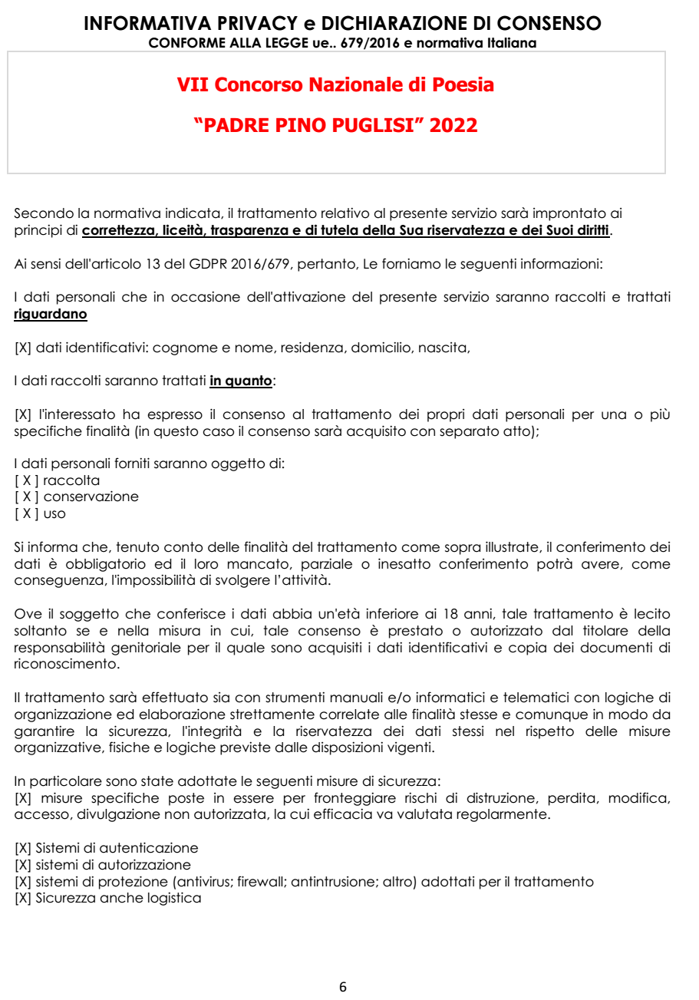 INFORMATIVA PRIVACY e DICHIARAZIONE DI CONSENSO
CONFORME ALLA LEGGE ue.. 679/2016 e normativa Italiana
VII Concorso Nazionale di Poesia
“PADRE PINO PUGLISI” 2022
Secondo la normativa indicata, il trattamento relativo al presente servizio sarà improntato ai
principi di correttezza, liceità, trasparenza e di tutela della Sua riservatezza e dei Suoi diritti.
Ai sensi dell'articolo 13 del GDPR 2016/679, pertanto, Le forniamo le seguenti informazioni:
I dati personali che in occasione dell'attivazione del presente servizio saranno raccolti e trattati
riguardano
[X] dati identificativi: cognome e nome, residenza, domicilio, nascita,
I dati raccolti saranno trattati in quanto:
[X] l'interessato ha espresso il consenso al trattamento dei propri dati personali per una o più
specifiche finalità (in questo caso il consenso sarà acquisito con separato atto);
I dati personali forniti saranno oggetto di:
[ X ] raccolta
[ X ] conservazione
[ X ] uso
Si informa che, tenuto conto delle finalità del trattamento come sopra illustrate, il conferimento dei
dati è obbligatorio ed il loro mancato, parziale o inesatto conferimento potrà avere, come
conseguenza, l'impossibilità di svolgere l’attività.
Ove il soggetto che conferisce i dati abbia un'età inferiore ai 18 anni, tale trattamento è lecito
soltanto se e nella misura in cui, tale consenso è prestato o autorizzato dal titolare della
responsabilità genitoriale per il quale sono acquisiti i dati identificativi e copia dei documenti di
riconoscimento.
Il trattamento sarà effettuato sia con strumenti manuali e/o informatici e telematici con logiche di
organizzazione ed elaborazione strettamente correlate alle finalità stesse e comunque in modo da
garantire la sicurezza, l'integrità e la riservatezza dei dati stessi nel rispetto delle misure
organizzative, fisiche e logiche previste dalle disposizioni vigenti.
In particolare sono state adottate le seguenti misure di sicurezza:
[X] misure specifiche poste in essere per fronteggiare rischi di distruzione, perdita, modifica,
accesso, divulgazione non autorizzata, la cui efficacia va valutata regolarmente.
[X] Sistemi di autenticazione
[X] sistemi di autorizzazione
[X] sistemi di protezione (antivirus; firewall; antintrusione; altro) adottati per il trattamento
[X] Sicurezza anche logistica
6